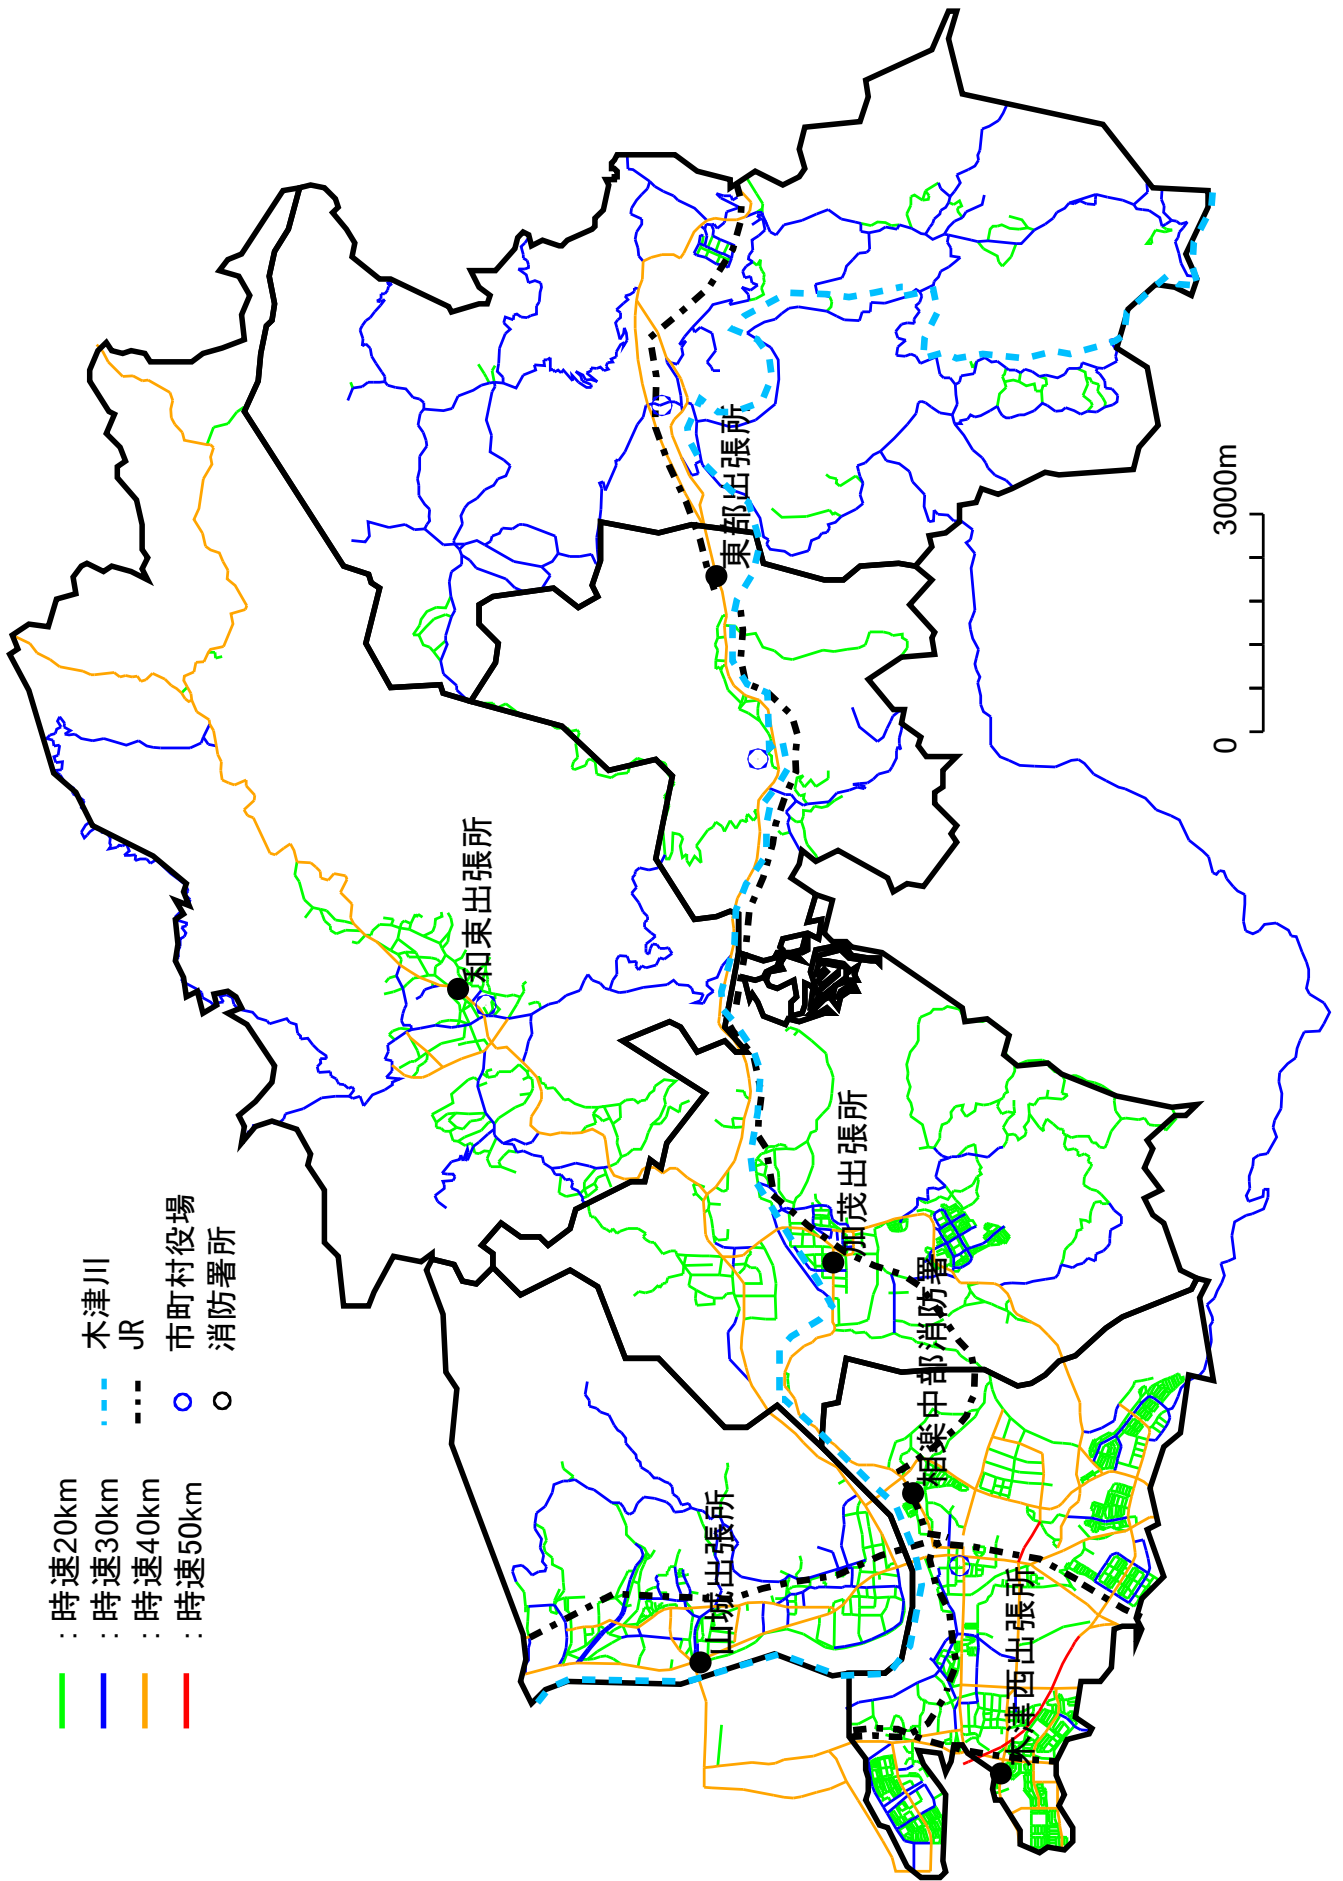 ：時速20km
：時速30km
：時速40km
：時速50km
木津川
JR
市町村役場
消防署所
和束出張所
東部出張所
加茂出張所
相楽中部消防署
山城出張所
木津西出張所
0
3000m